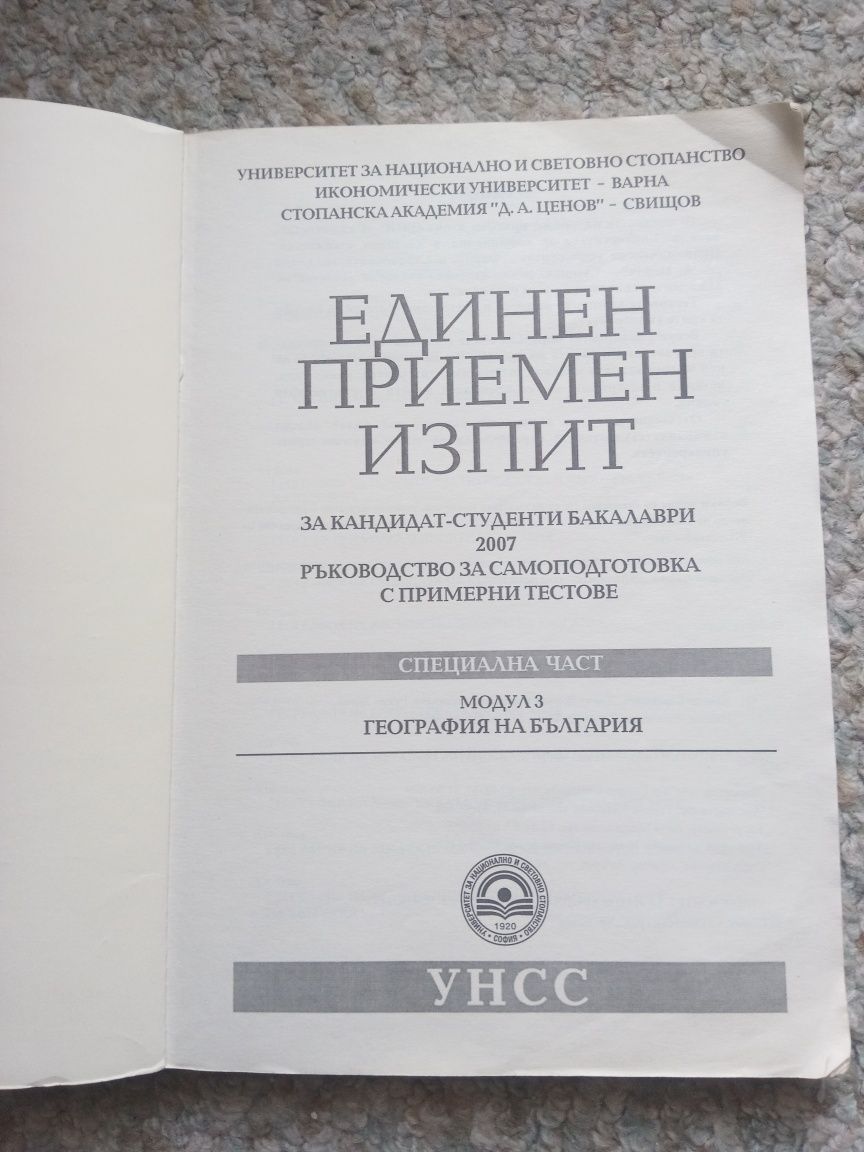 УНИВЕРСИТЕТ ЗА НАЦИОНАЛНО И СВЕТОВНО СТОПАНСТВО
ИКОНОМИЧЕСКИ УНИВЕРСИТЕТ – ВАРНА
СТОПАНСКА АКАДЕМИЯ "Д. А. ЦЕНОВ" – СВИЩОВ
ЕДИНЕН
ПРИЕМЕН
ИЗПИТ
ЗА КАНДИДАТ-СТУДЕНТИ БАКАЛАВРИ
2007
РЪКОВОДСТВО ЗА САМОПОДГОТОВКА
С ПРИМЕРНИ ТЕСТОВЕ
СПЕЦИАЛНА ЧАСТ
МОДУЛ 3
ГЕОГРАФИЯ НА БЪЛГАРИЯ
УНИВЕРСИТЕТ ЗА НАЦИОНАЛНО И СВЕТОВНО СТОПАНСТВО
1920
• СОФИЯ •
УНСС